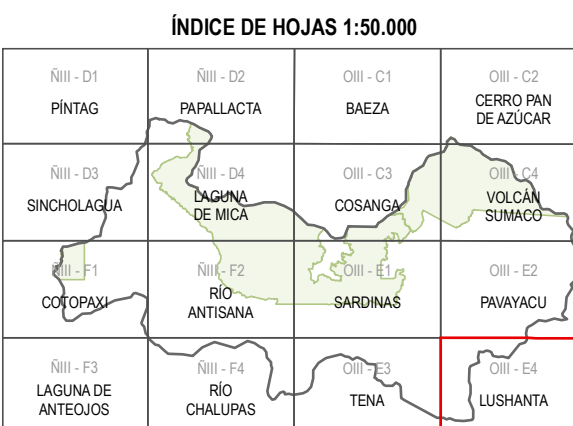 ÍNDICE DE HOJAS 1:50.000
ÑIII - D1
PÍNTAG
ÑIII - D2
PAPALLACTA
OIII - C1
BAEZA
OIII - C2
CERRO PAN
DE AZÚCAR
ÑIII - D3
SINCHOLAGUA
ÑIII - D4
LAGUNA
DE MICA
OIII - C3
COSANGA
OIII - C4
VOLCÁN
SUMACO
ÑIII - F1
COTOPAXI
ÑIII - F2
RÍO
ANTISANA
OIII - E1
SARDINAS
OIII - E2
PAVAYACU
ÑIII - F3
LAGUNA DE
ANTEOJOS
ÑIII - F4
RÍO
CHALUPAS
OIII - E3
TENA
OIII - E4
LUSHANTA